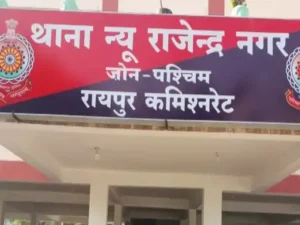 थाना न्यू राजेन्द्र नगर
जोन-पश्चिम
रायपुर कमिश्नरेट